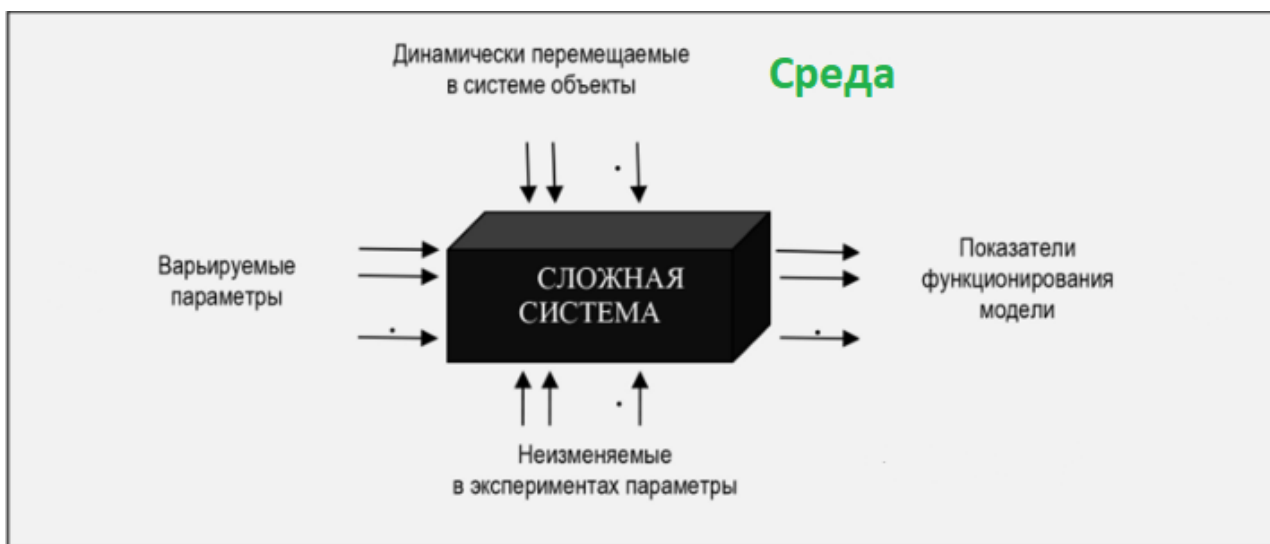 Динамически перемещаемые
в системе объекты
Среда
Варьируемые
параметры
СЛОЖНАЯ
СИСТЕМА
Показатели
функционирования
модели
Неизменяемые
в экспериментах параметры